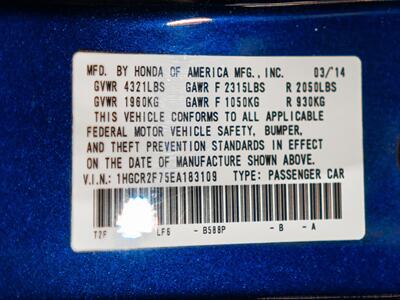 MFD. BY HONDA OF AMERICA MFG., INC. 03/'14
GVWR 4321LBS GAWR F 2315LBS R 2050LBS
GVWR 1960KG GAWR F 1050KG R 930KG
THIS VEHICLE CONFORMS TO ALL APPLICABLE
FEDERAL MOTOR VEHICLE SAFETY, BUMPER,
AND THEFT PREVENTION STANDARDS IN EFFECT
ON THE DATE OF MANUFACTURE SHOWN ABOVE.
V.I.N.: 1HGCR2F75EA183109 TYPE: PASSENGER CAR
T2F LF6 - B588P - B - A